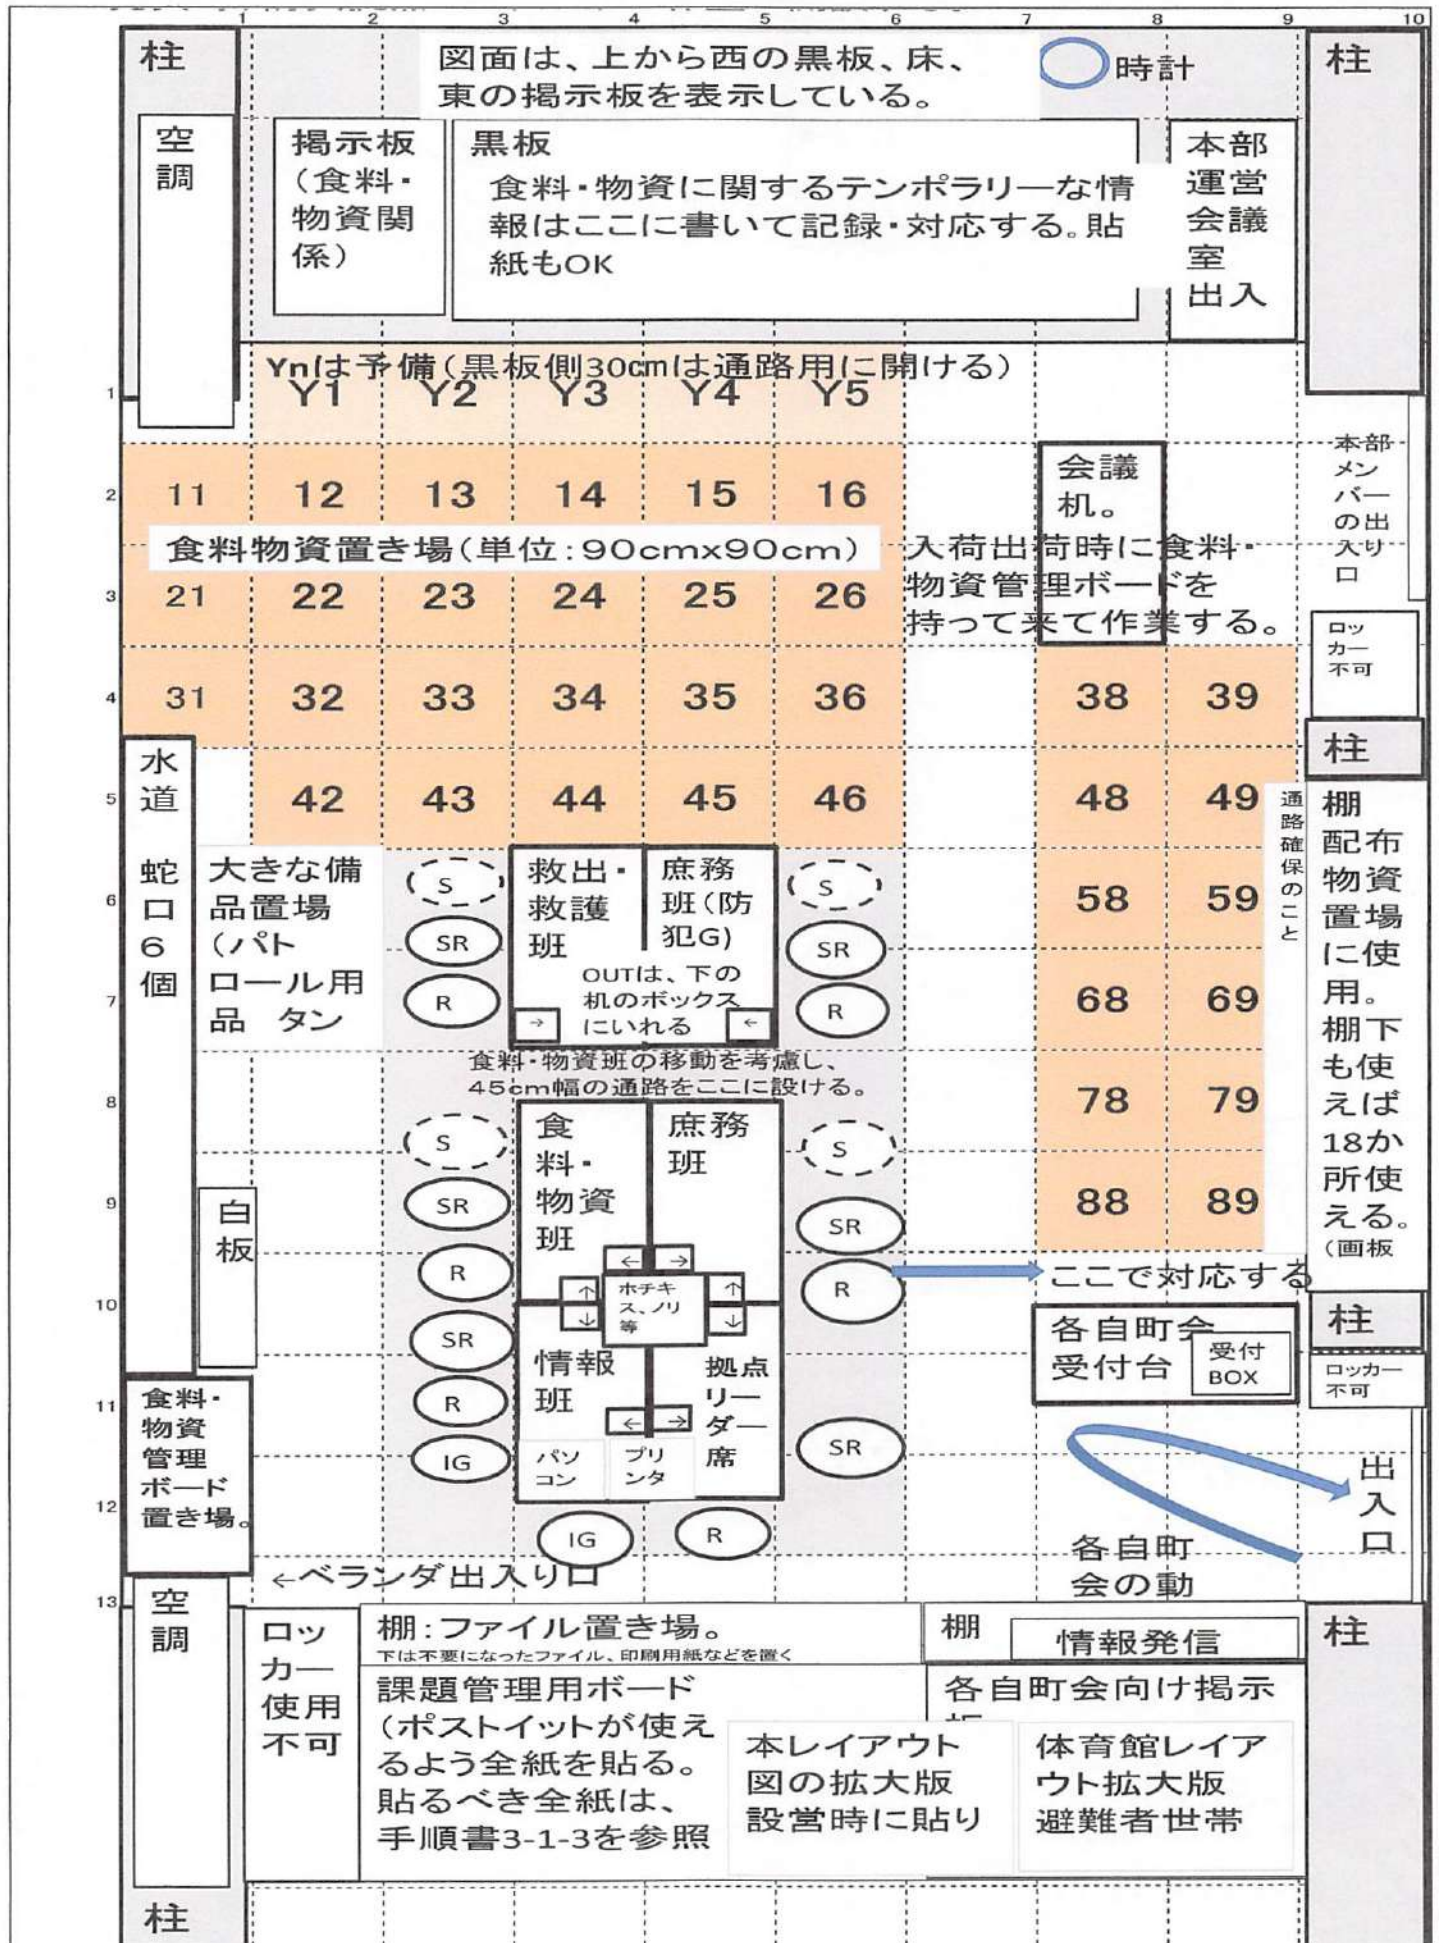 1 2 3 4 5 6 7 8 9 10
柱
図面は、上から西の黒板、床、
東の掲示板を表示している。
時計
柱
空
調
掲示板
(食料・
物資関
係)
黒板
食料・物資に関するテンポラリーな情
報はここに書いて記録・対応する。貼
紙もOK
本部
運営
会議
室
出入
Ynは予備(黒板側30cmは通路用に開ける)
1
Y1 Y2 Y3 Y4 Y5
本部
メン
バー
の出
入り
口
会議
机。
2
11 12 13 14 15 16
食料物資置き場(単位:90cmx90cm)
入荷出荷時に食料・
物資管理ボードを
持って来て作業する。
3
21 22 23 24 25 26
ロッ
カー
不可
4
31 32 33 34 35 36 38 39
柱
水
道
蛇
口
6
個
5
42 43 44 45 46 48 49
通路確保のこと
棚
配布
物資
置場
に使
用。
棚下
も使
えば
18か
所使
える。
(画板
大きな備
品置場
(パト
ロール用
品 タン
6
S
SR
R
救出・
救護
班
庶務
班(防
犯G)
OUTは、下の
机のボックス
にいれる
→
←
S
SR
R
58 59
7
68 69
食料・物資班の移動を考慮し、
45cm幅の通路をここに設ける。
8
78 79
S
SR
R
SR
R
IG
食
料・
物資
班
庶務
班
S
SR
R
9
88 89
白
板
← →
↑ ↑
ホチキ
ス、ノリ
等
↓ ↓
ここで対応する
10
各自町会
受付台
受付
BOX
柱
ロッカー
不可
情報
班
拠点
リー
ダー
席
← →
パソ
コン
プリ
ンタ
SR
11
食料・
物資
管理
ボード
置き場。
12
IG
R
出
入
口
各自町
会の動
←ベランダ出入り口
13
空
調
ロッ
カー
使用
不可
棚:ファイル置き場。
下は不要になったファイル、印刷用紙などを置く
棚
情報発信
柱
課題管理用ボード
(ポストイットが使え
るよう全紙を貼る。
貼るべき全紙は、
手順書3-1-3を参照
本レイアウト
図の拡大版
設営時に貼り
各自町会向け掲示
体育館レイア
ウト拡大版
避難者世帯
柱